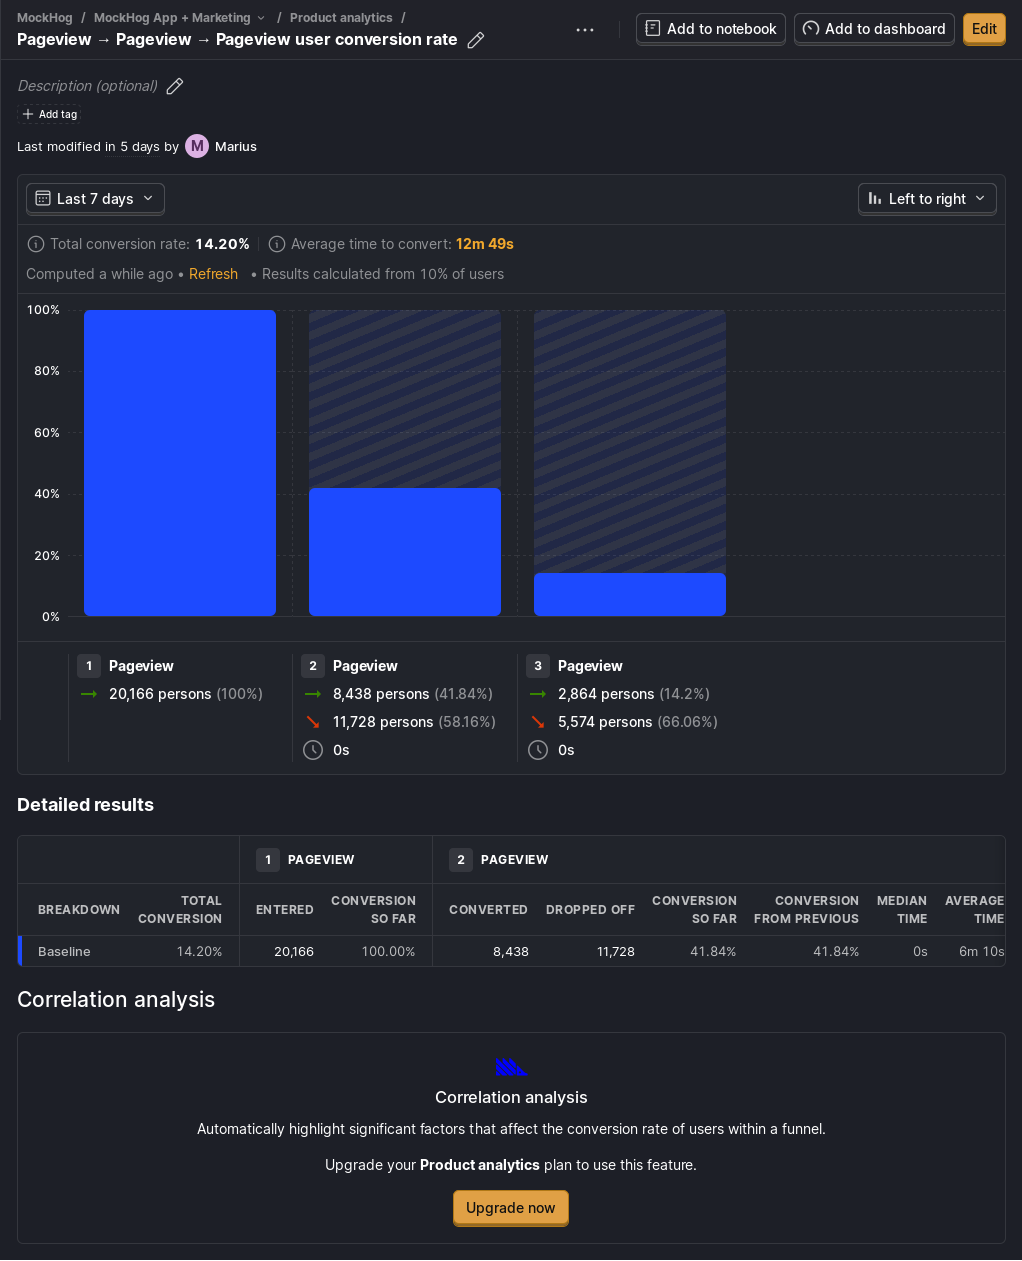 MockHog / MockHog App + Marketing / Product analytics /
Pageview → Pageview → Pageview user conversion rate
Add to notebook
Add to dashboard
Edit
Description (optional)
Add tag
Last modified in 5 days by M Marius
Last 7 days
Left to right
Total conversion rate: 14.20%
Average time to convert: 12m 49s
Computed a while ago • Refresh • Results calculated from 10% of users
100%
80%
60%
40%
20%
0%
1 Pageview
20,166 persons (100%)
2 Pageview
8,438 persons (41.84%)
11,728 persons (58.16%)
0s
3 Pageview
2,864 persons (14.2%)
5,574 persons (66.06%)
0s
Detailed results
1 PAGEVIEW
2 PAGEVIEW
BREAKDOWN
TOTAL
CONVERSION
ENTERED
CONVERSION
SO FAR
CONVERTED
DROPPED OFF
CONVERSION
SO FAR
CONVERSION
FROM PREVIOUS
MEDIAN
TIME
AVERAGE
TIME
Baseline 14.20% 20,166 100.00% 8,438 11,728 41.84% 41.84% 0s 6m 10s
Correlation analysis
Correlation analysis
Automatically highlight significant factors that affect the conversion rate of users within a funnel.
Upgrade your Product analytics plan to use this feature.
Upgrade now